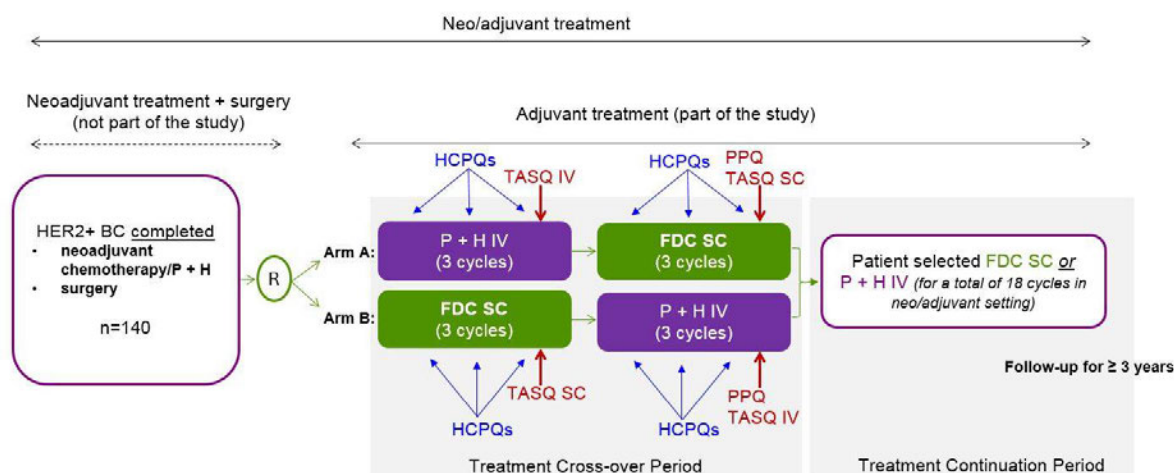 Neo/adjuvant treatment
Neoadjuvant treatment + surgery
(not part of the study)
Adjuvant treatment (part of the study)
HCPQs
TASQ IV
HCPQs
PPQ
TASQ SC
HER2+ BC completed
• neoadjuvant
chemotherapy/P + H
• surgery
n=140
R
Arm A:
P + H IV
(3 cycles)
FDC SC
(3 cycles)
Arm B:
FDC SC
(3 cycles)
P + H IV
(3 cycles)
Patient selected FDC SC or
P + H IV (for a total of 18 cycles in
neo/adjuvant setting)
TASQ SC
HCPQs
PPQ
TASQ IV
HCPQs
Follow-up for ≥ 3 years
Treatment Cross-over Period
Treatment Continuation Period